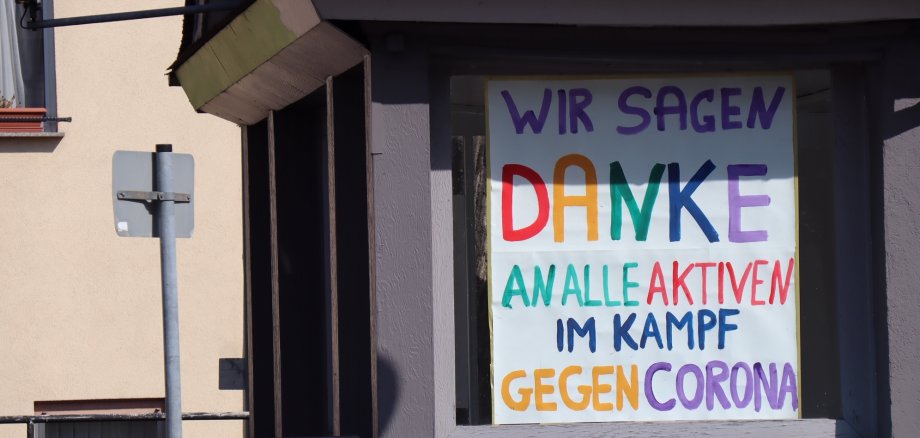 WIR SAGEN
DANKE
AN ALLE AKTIVEN
IM KAMPF
GEGEN CORONA